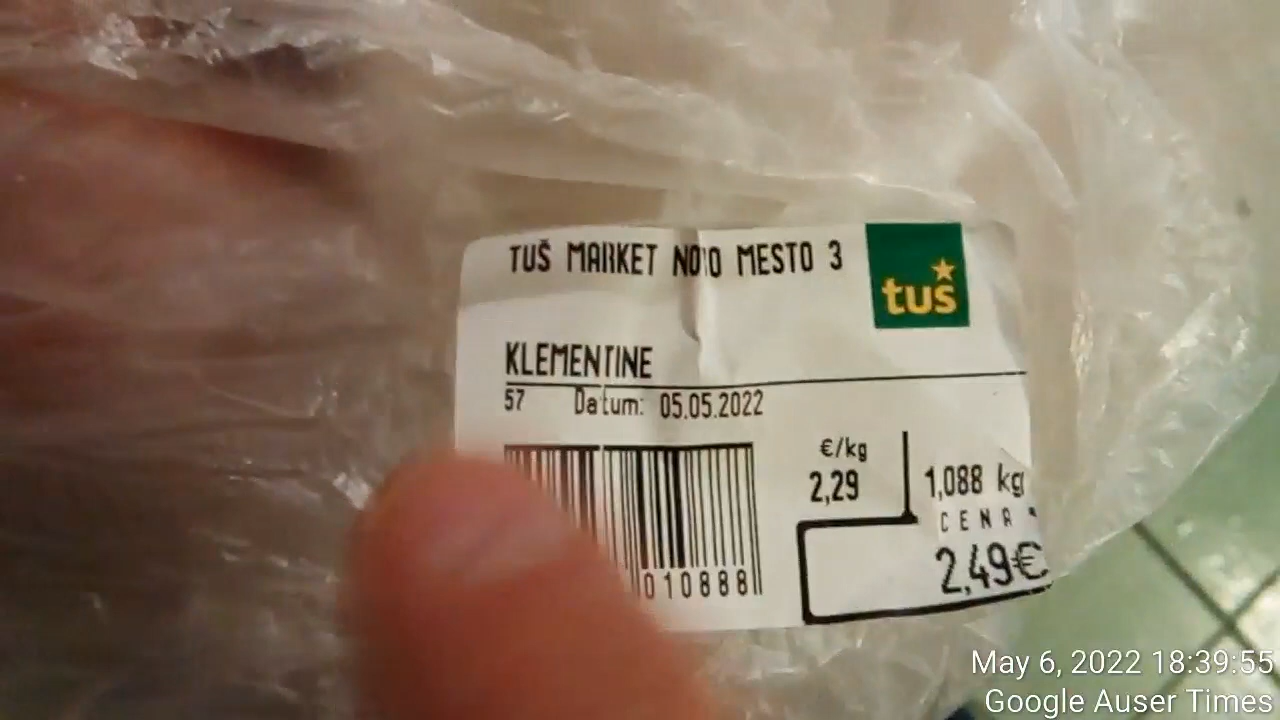 TUŠ MARKET NOVO MESTO 3
tuš
KLEMENTINE
57 Datum: 05.05.2022
€/kg
2,29
1,088 kg
CENA
2,49€
010888
May 6, 2022 18:39:55
Google Auser Times